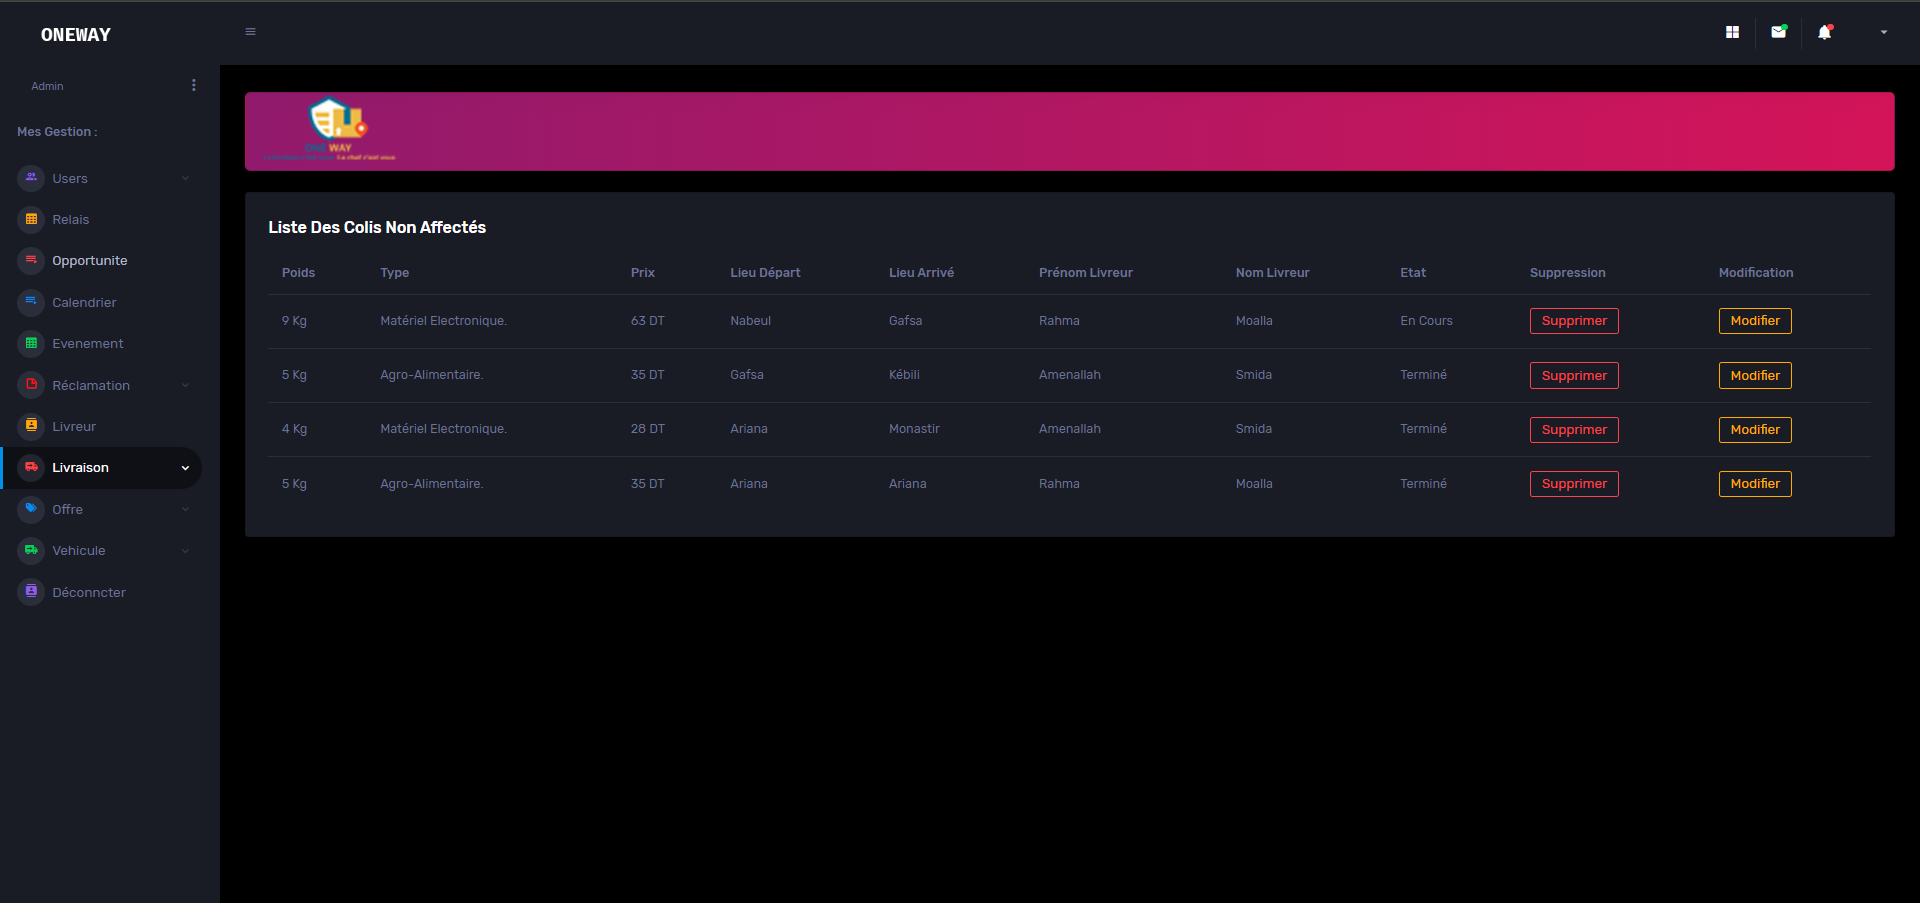 ONEWAY
Admin
Mes Gestion :
Users
Relais
Opportunite
Calendrier
Evenement
Réclamation
Livreur
Livraison
Offre
Vehicule
Déconncter
ONE WAY
La chef c'est vous
Liste Des Colis Non Affectés
Poids Type Prix Lieu Départ Lieu Arrivé Prénom Livreur Nom Livreur Etat Suppression Modification
9 Kg Matériel Electronique. 63 DT Nabeul Gafsa Rahma Moalla En Cours Supprimer Modifier
5 Kg Agro-Alimentaire. 35 DT Gafsa Kébili Amenallah Smida Terminé Supprimer Modifier
4 Kg Matériel Electronique. 28 DT Ariana Monastir Amenallah Smida Terminé Supprimer Modifier
5 Kg Agro-Alimentaire. 35 DT Ariana Ariana Rahma Moalla Terminé Supprimer Modifier